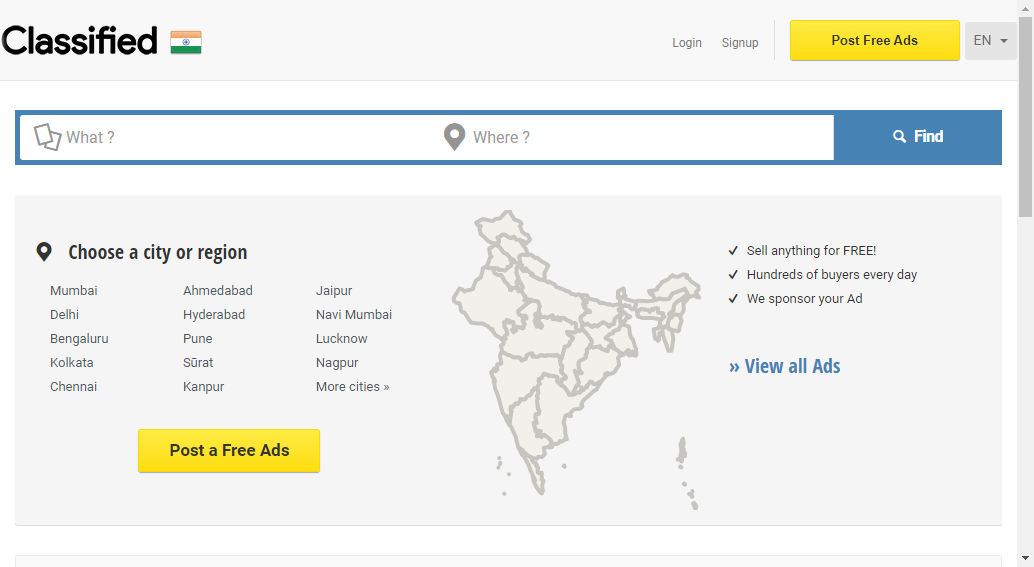 Classified
Login
Signup
Post Free Ads
EN
What ?
Where ?
Find
Choose a city or region
Mumbai
Ahmedabad
Jaipur
Delhi
Hyderabad
Navi Mumbai
Bengaluru
Pune
Lucknow
Kolkata
Sūrat
Nagpur
Chennai
Kanpur
More cities »
Post a Free Ads
Sell anything for FREE!
Hundreds of buyers every day
We sponsor your Ad
» View all Ads